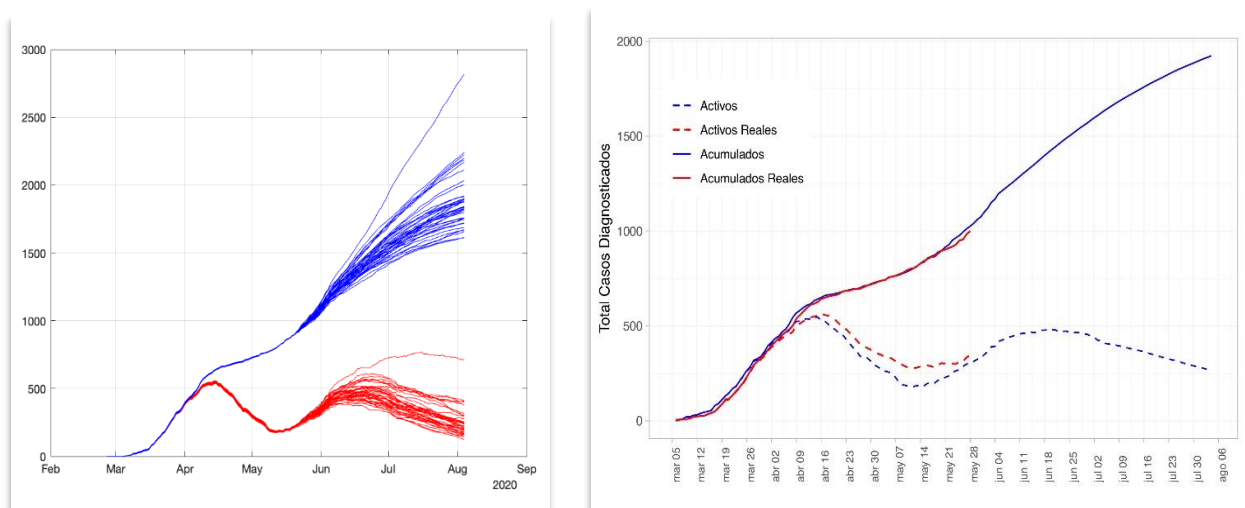 3000
2500
2000
1500
1000
500
0
Feb Mar Apr May Jun Jul Aug Sep
2020
Total Casos Diagnosticados
2000
1500
1000
500
0
Activos
Activos Reales
Acumulados
Acumulados Reales
mar 05
mar 12
mar 19
mar 26
abr 02
abr 09
abr 16
abr 23
abr 30
may 07
may 14
may 21
may 28
jun 04
jun 11
jun 18
jun 25
jul 02
jul 09
jul 16
jul 23
jul 30
ago 06